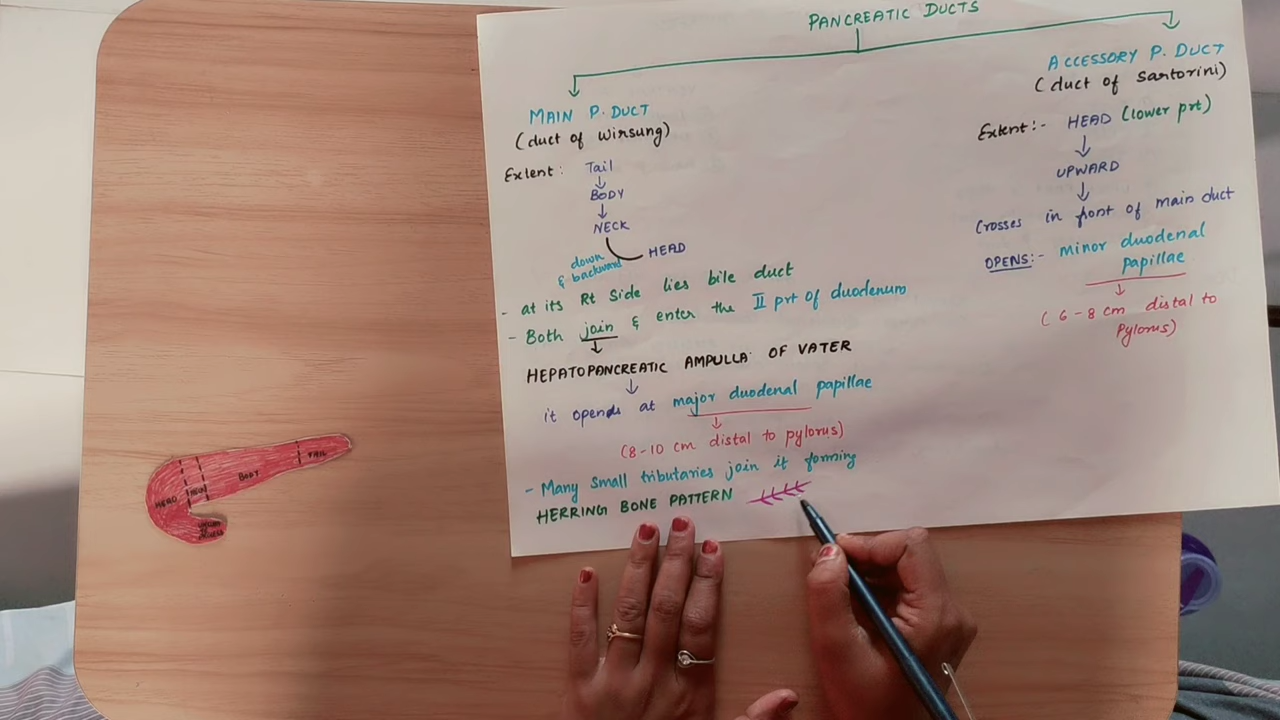 PANCREATIC DUCTS
MAIN P. DUCT
(duct of wirsung)
Extent: Tail
BODY
NECK
HEAD
down
& backward
- at its Rt Side lies bile duct
- Both join & enter the II prt of duodenum
HEPATOPANCREATIC AMPULLA OF VATER
it opens at major duodenal papillae
(8-10 cm distal to pylorus)
- Many Small tributaries join it forming
HERRING BONE PATTERN
ACCESSORY P. DUCT
(duct of Sartorini)
Extent:- HEAD (lower prt)
UPWARD
Crosses in front of main duct
OPENS:- minor duodenal
papillae
(6-8 cm distal to
Pylorus)
HEAD
NECK
BODY
TAIL